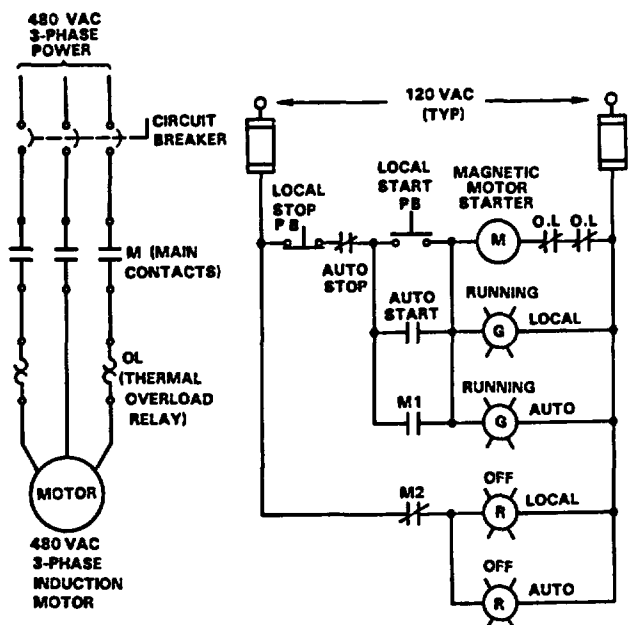 480 VAC
3-PHASE
POWER
CIRCUIT
BREAKER
M (MAIN
CONTACTS)
OL
(THERMAL
OVERLOAD
RELAY)
MOTOR
480 VAC
3-PHASE
INDUCTION
MOTOR
120 VAC
(TYP)
LOCAL
STOP
PB
LOCAL
START
PB
MAGNETIC
MOTOR
STARTER
M
O.L
O.L
AUTO
STOP
AUTO
START
RUNNING
G
LOCAL
M1
RUNNING
G
AUTO
M2
OFF
R
LOCAL
OFF
R
AUTO